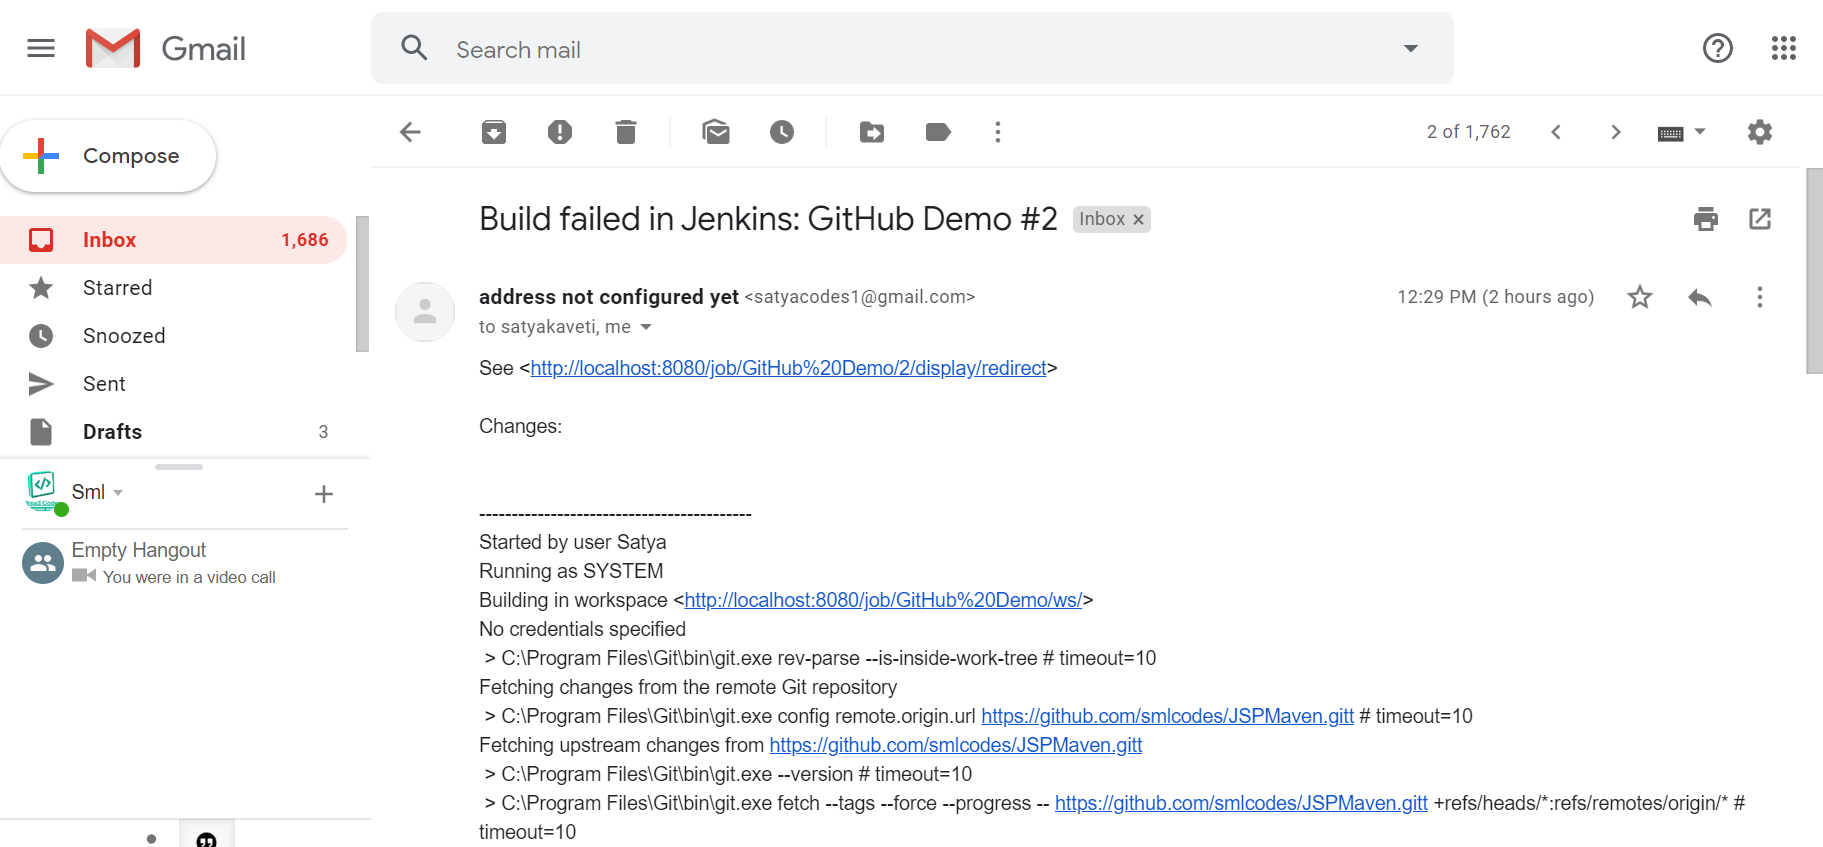 Gmail
Search mail
Compose
2 of 1,762
Inbox 1,686
Starred
Snoozed
Sent
Drafts 3
Sml
Empty Hangout
You were in a video call
Build failed in Jenkins: GitHub Demo #2 Inbox ×
address not configured yet <satyacodes1@gmail.com> 12:29 PM (2 hours ago)
to satyakaveti, me
See <http://localhost:8080/job/GitHub%20Demo/2/display/redirect>
Changes:
------------------------------------------
Started by user Satya
Running as SYSTEM
Building in workspace <http://localhost:8080/job/GitHub%20Demo/ws/>
No credentials specified
> C:\Program Files\Git\bin\git.exe rev-parse --is-inside-work-tree # timeout=10
Fetching changes from the remote Git repository
> C:\Program Files\Git\bin\git.exe config remote.origin.url https://github.com/smlcodes/JSPMaven.gitt # timeout=10
Fetching upstream changes from https://github.com/smlcodes/JSPMaven.gitt
> C:\Program Files\Git\bin\git.exe --version # timeout=10
> C:\Program Files\Git\bin\git.exe fetch --tags --force --progress -- https://github.com/smlcodes/JSPMaven.gitt +refs/heads/*:refs/remotes/origin/* #
timeout=10